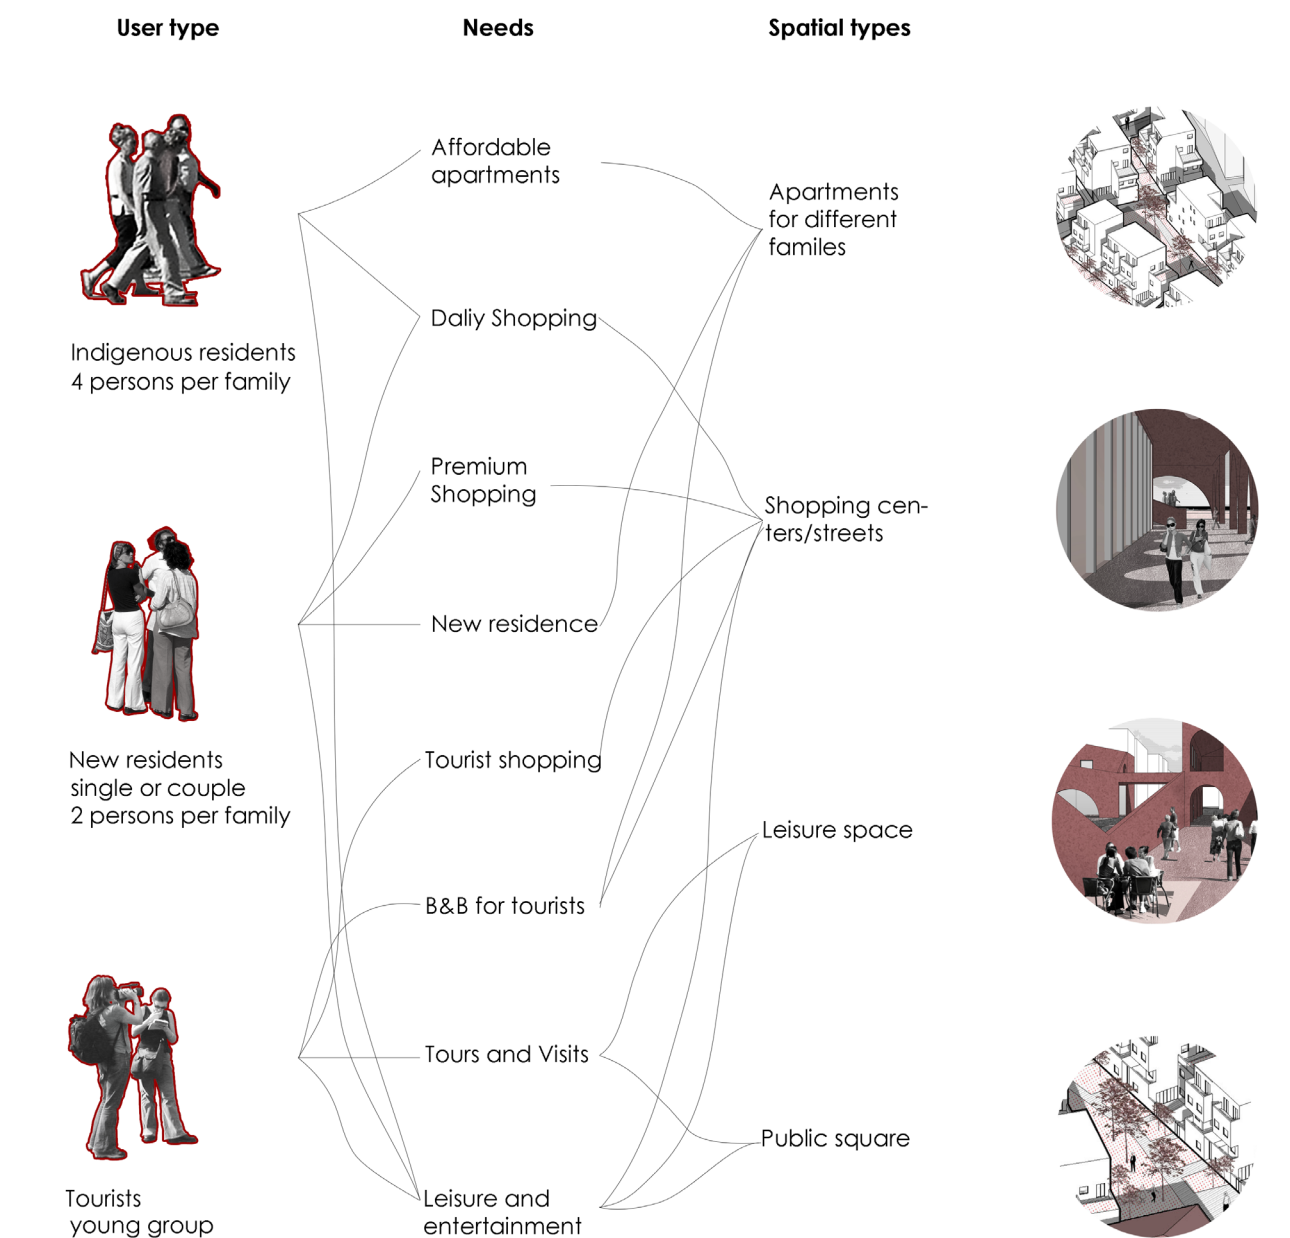 User type
Needs
Spatial types
Affordable
apartments
Apartments
for different
familes
Daliy Shopping
Indigenous residents
4 persons per family
Premium
Shopping
Shopping cen-
ters/streets
New residence
New residents
single or couple
2 persons per family
Tourist shopping
Leisure space
B&B for tourists
Tours and Visits
Public square
Tourists
young group
Leisure and
entertainment